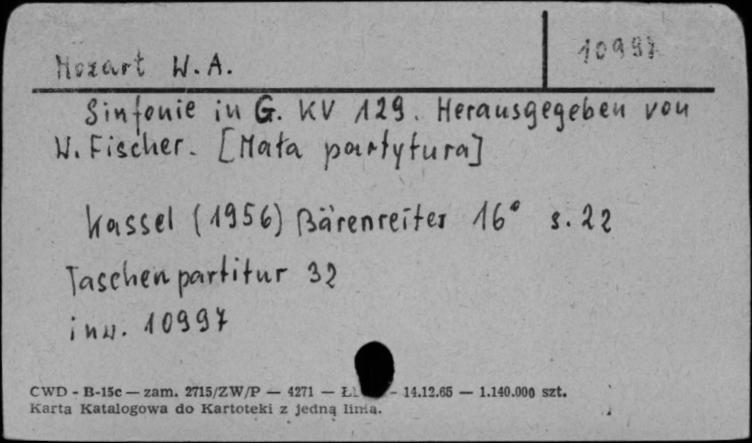 Mozart W. A. 10997
Sinfonie in G. KV 129. Herausgegeben von
W. Fischer. [Mała partytura]
Kassel (1956) Bärenreiter 16° s. 22
Taschenpartitur 32
inw. 10997
CWD - B-15c — zam. 2715/ZW/P — 4271 — - 14.12.65 — 1.140.000 szt.
Karta Katalogowa do Kartoteki z jedną linią.